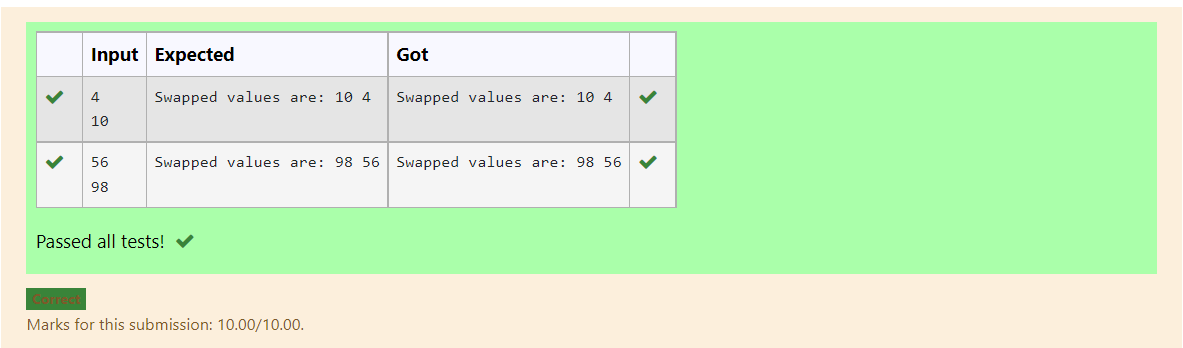 Input Expected Got
4 Swapped values are: 10 4 Swapped values are: 10 4
10
56 Swapped values are: 98 56 Swapped values are: 98 56
98
Passed all tests!
Correct
Marks for this submission: 10.00/10.00.